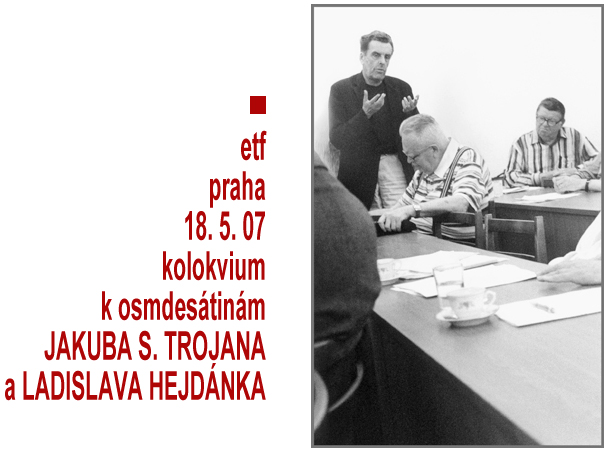 etf
praha
18. 5. 07
kolokvium
k osmdesátinám
JAKUBA S. TROJANA
a LADISLAVA HEJDÁNKA